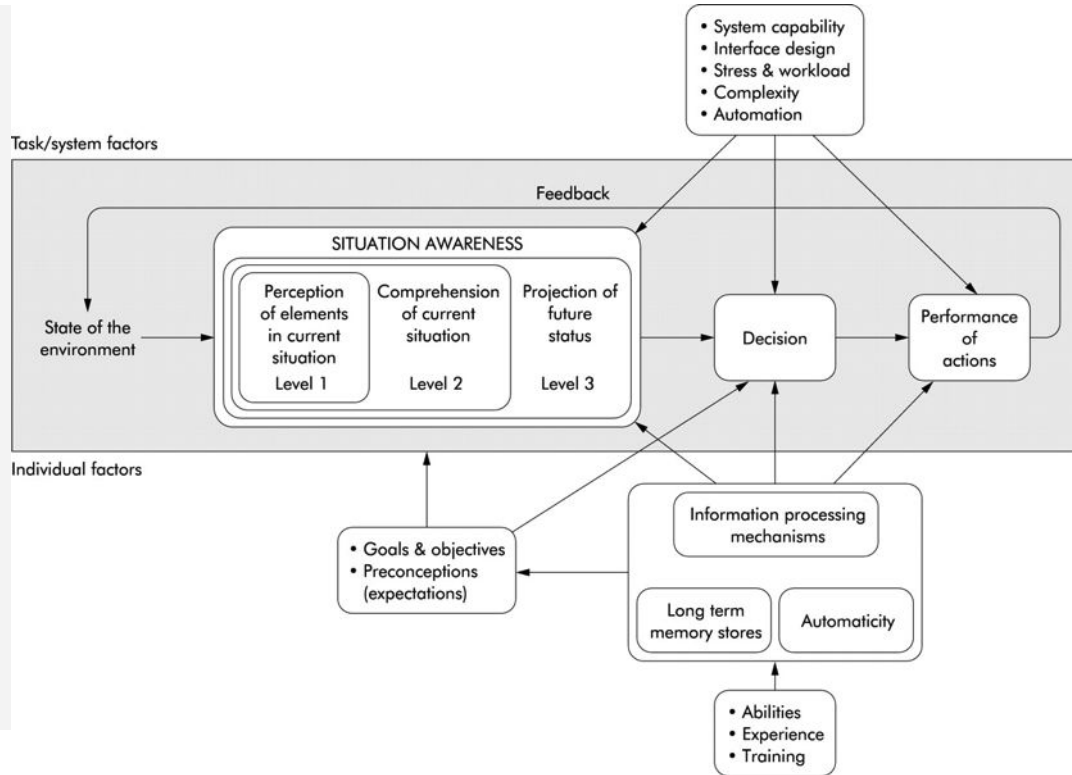 • System capability
• Interface design
• Stress & workload
• Complexity
• Automation
Task/system factors
Feedback
SITUATION AWARENESS
Perception
of elements
in current
situation
Level 1
Comprehension
of current
situation
Level 2
Projection of
future
status
Level 3
State of the
environment
Decision
Performance
of
actions
Individual factors
• Goals & objectives
• Preconceptions
(expectations)
Information processing
mechanisms
Long term
memory stores
Automaticity
• Abilities
• Experience
• Training